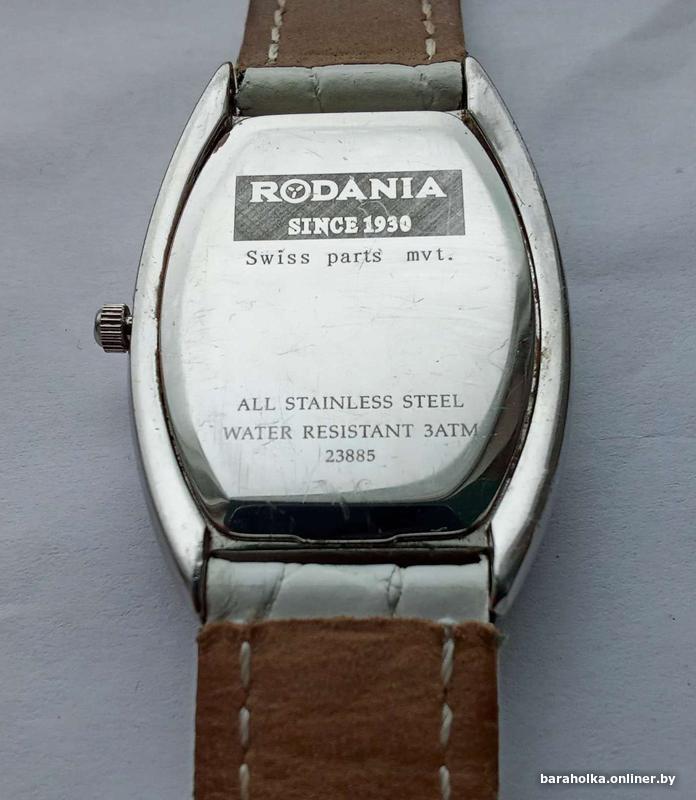 RODANIA
SINCE 1930
Swiss parts mvt.
ALL STAINLESS STEEL
WATER RESISTANT 3ATM
23885
baraholka.onliner.by